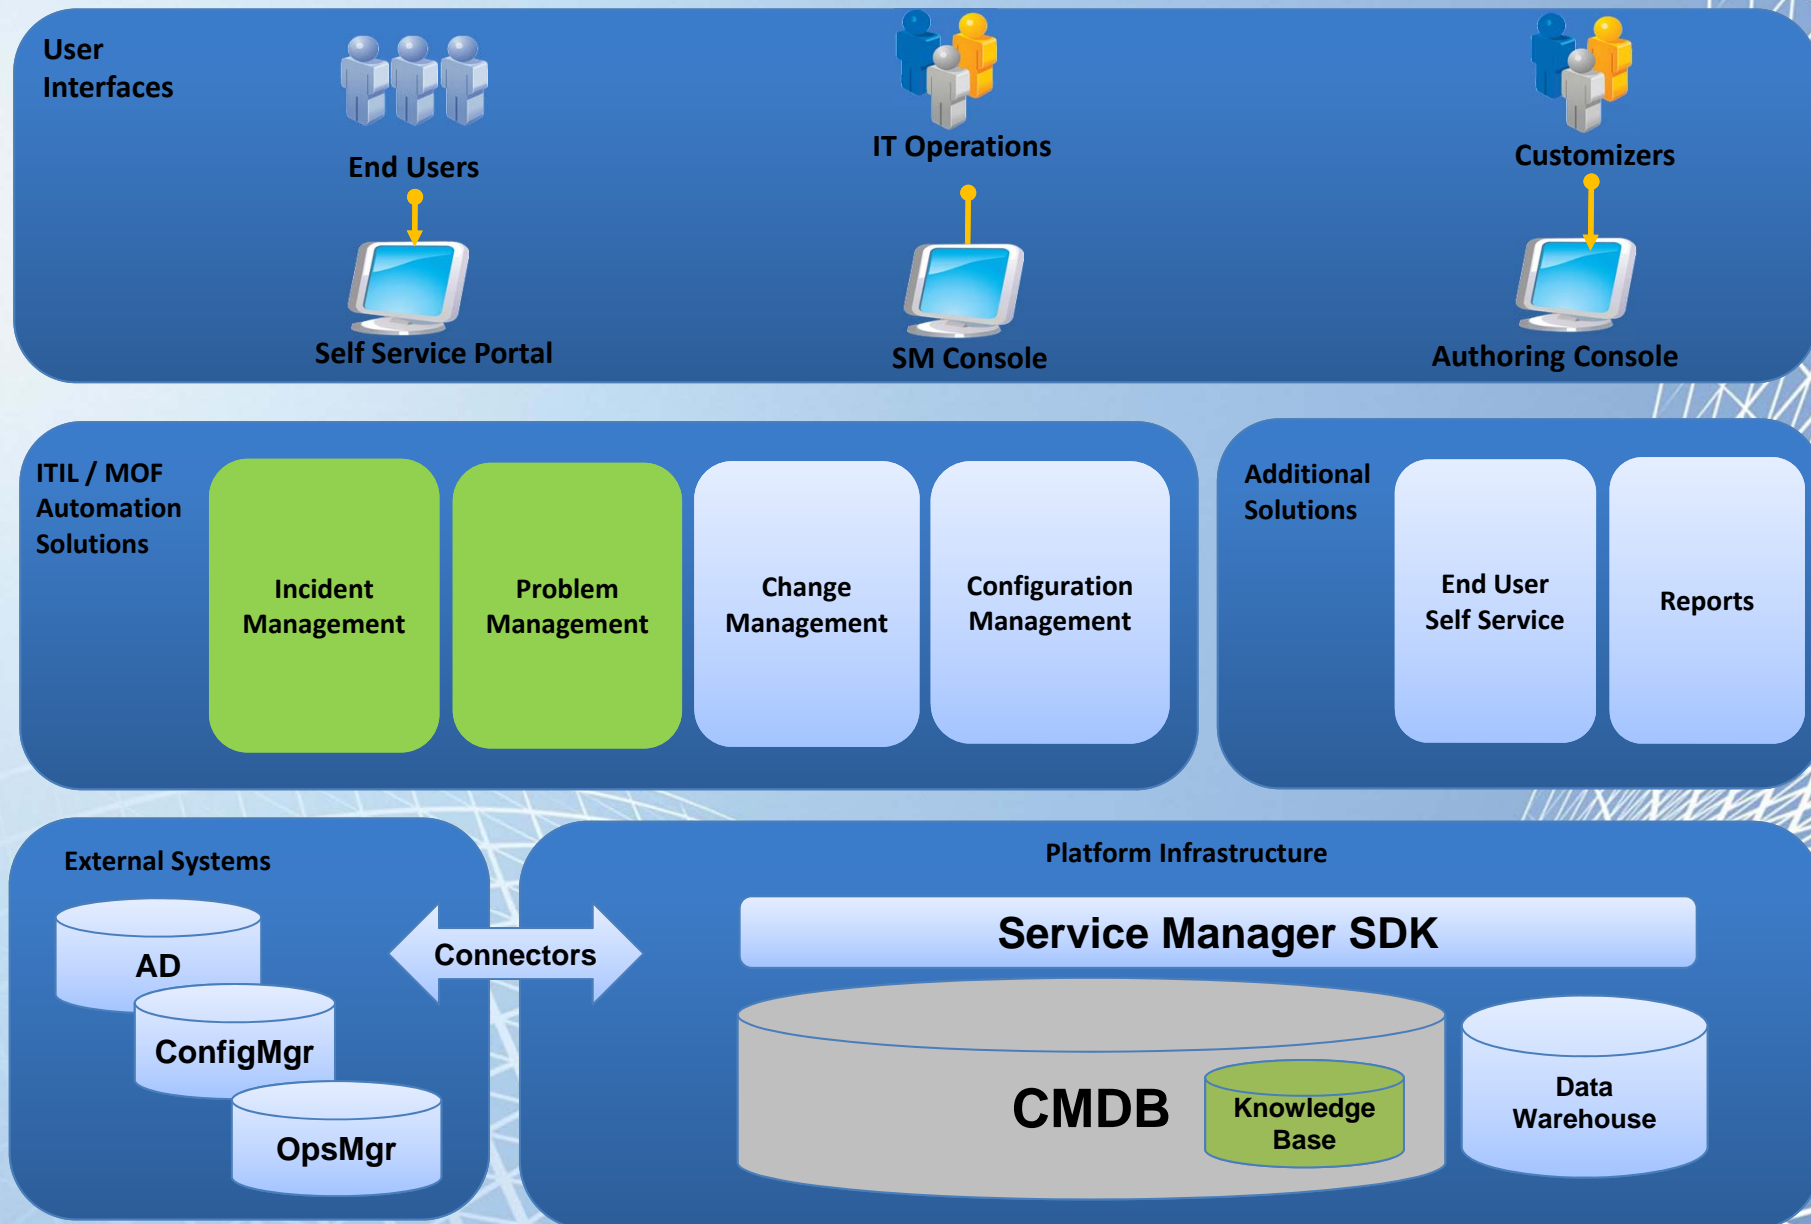 User
Interfaces
End Users
IT Operations
Customizers
Self Service Portal
SM Console
Authoring Console
ITIL / MOF
Automation
Solutions
Incident
Management
Problem
Management
Change
Management
Configuration
Management
Additional
Solutions
End User
Self Service
Reports
External Systems
AD
ConfigMgr
OpsMgr
Connectors
Platform Infrastructure
Service Manager SDK
CMDB
Knowledge
Base
Data
Warehouse